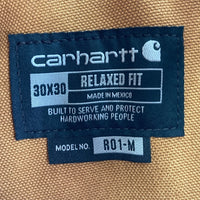 carhartt
30X30 RELAXED FIT
MADE IN MEXICO
BUILT TO SERVE AND PROTECT
HARDWORKING PEOPLE
MODEL NO. R01-M